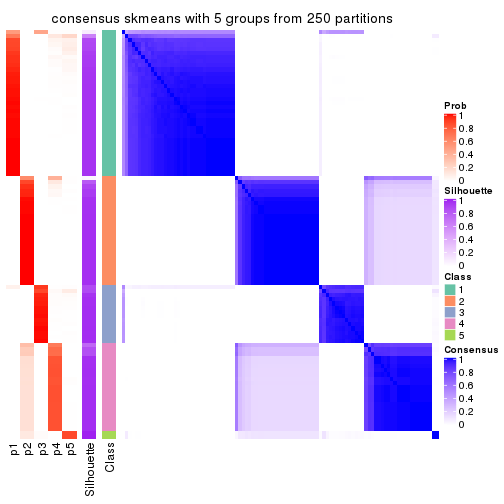 consensus skmeans with 5 groups from 250 partitions
Prob
1
0.8
0.6
0.4
0.2
0
Silhouette
1
0.8
0.6
0.4
0.2
0
Class
1
2
3
4
5
Consensus
1
0.8
0.6
0.4
0.2
0
p1
p2
p3
p4
p5
Silhouette
Class